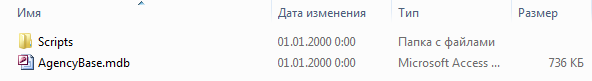 Имя Дата изменения Тип Размер
Scripts 01.01.2000 0:00 Папка с файлами
AgencyBase.mdb 01.01.2000 0:00 Microsoft Access ... 736 КБ